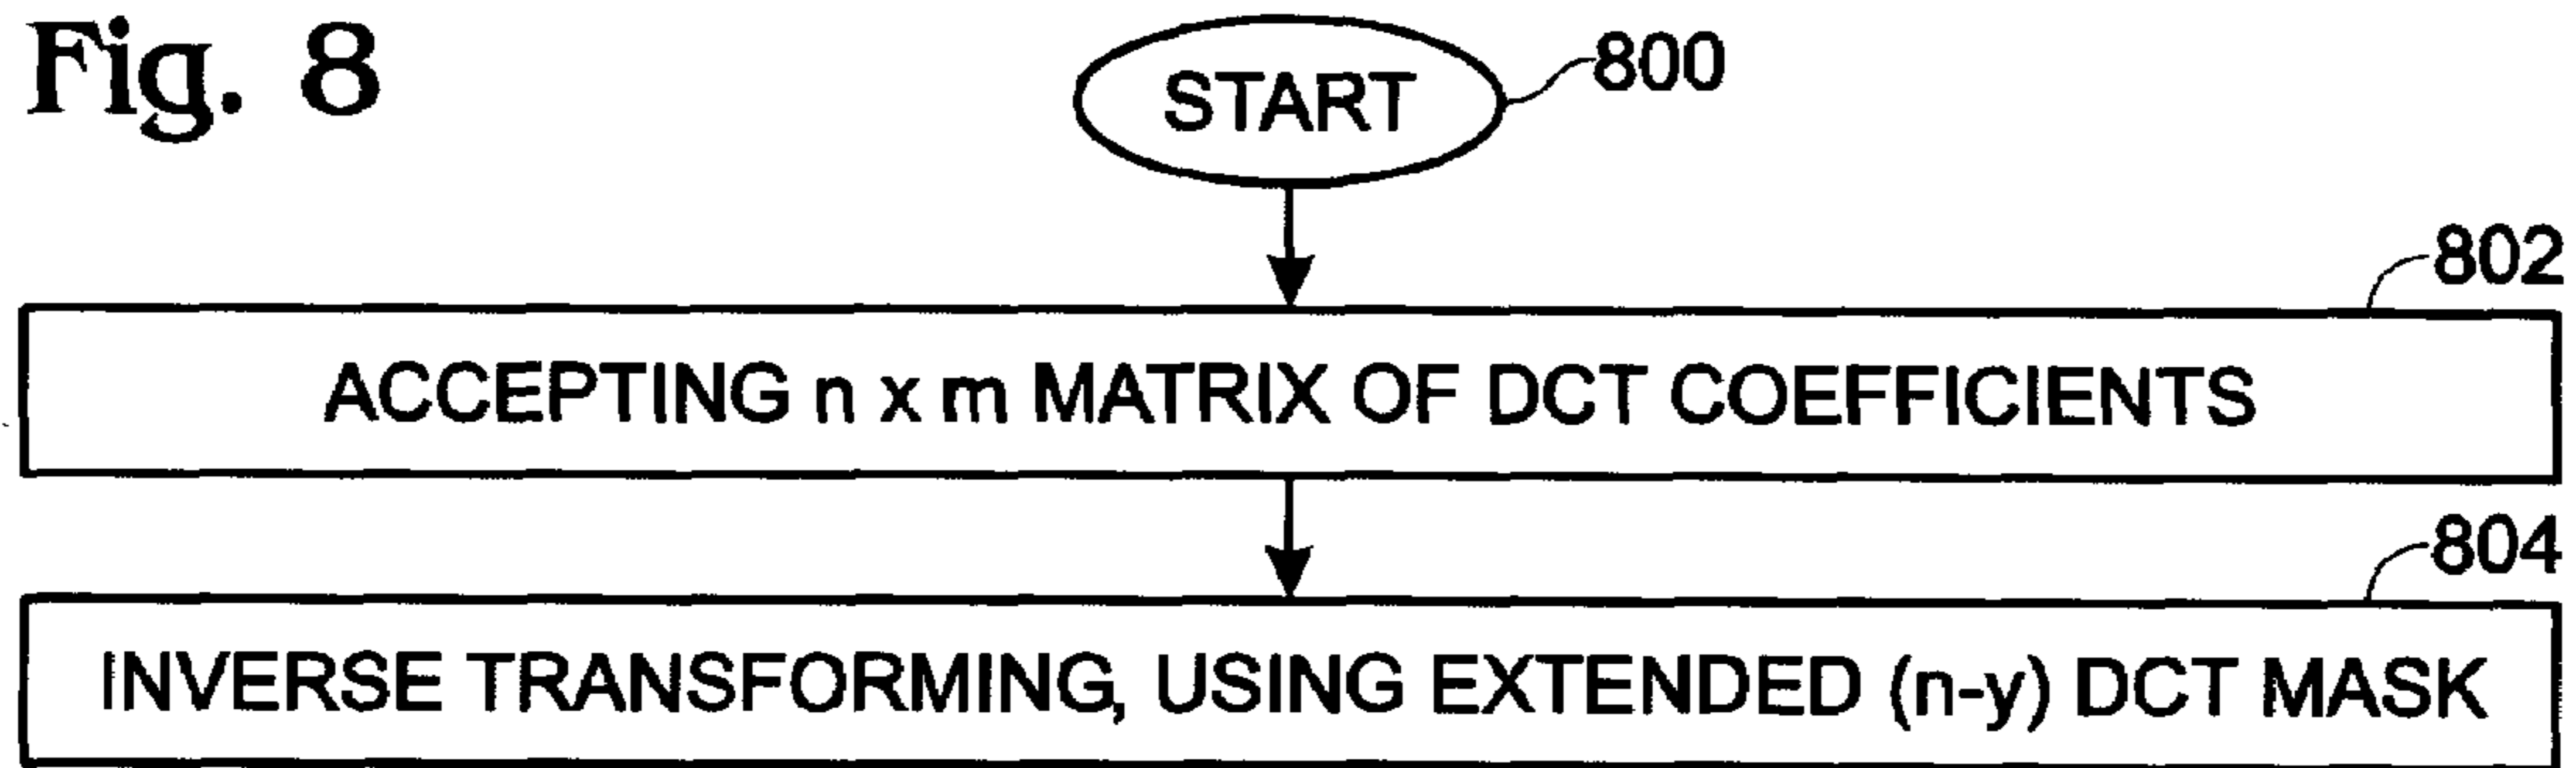 Fig. 8
START
800
802
ACCEPTING n x m MATRIX OF DCT COEFFICIENTS
804
INVERSE TRANSFORMING, USING EXTENDED (n-y) DCT MASK